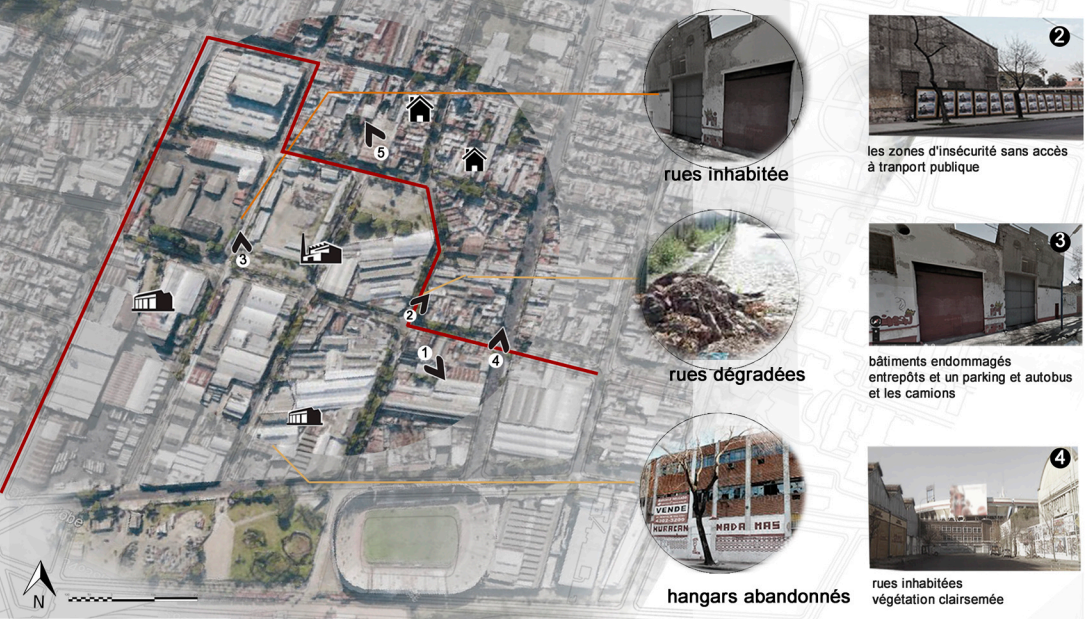 5
3
2
1
4
N
rues inhabitée
rues dégradées
VENDE
HURACAN NADA MAS
hangars abandonnés
2
les zones d'insécurité sans accès
à tranport publique
3
bâtiments endommagés
entrepôts et un parking et autobus
et les camions
4
rues inhabitées
végétation clairsemée